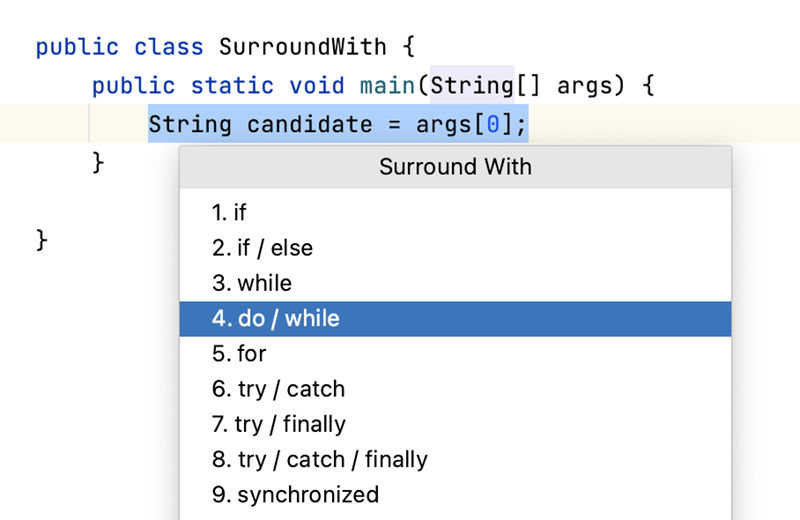 public class SurroundWith {
public static void main(String[] args) {
String candidate = args[0];
}
}
Surround With
1. if
2. if / else
3. while
4. do / while
5. for
6. try / catch
7. try / finally
8. try / catch / finally
9. synchronized